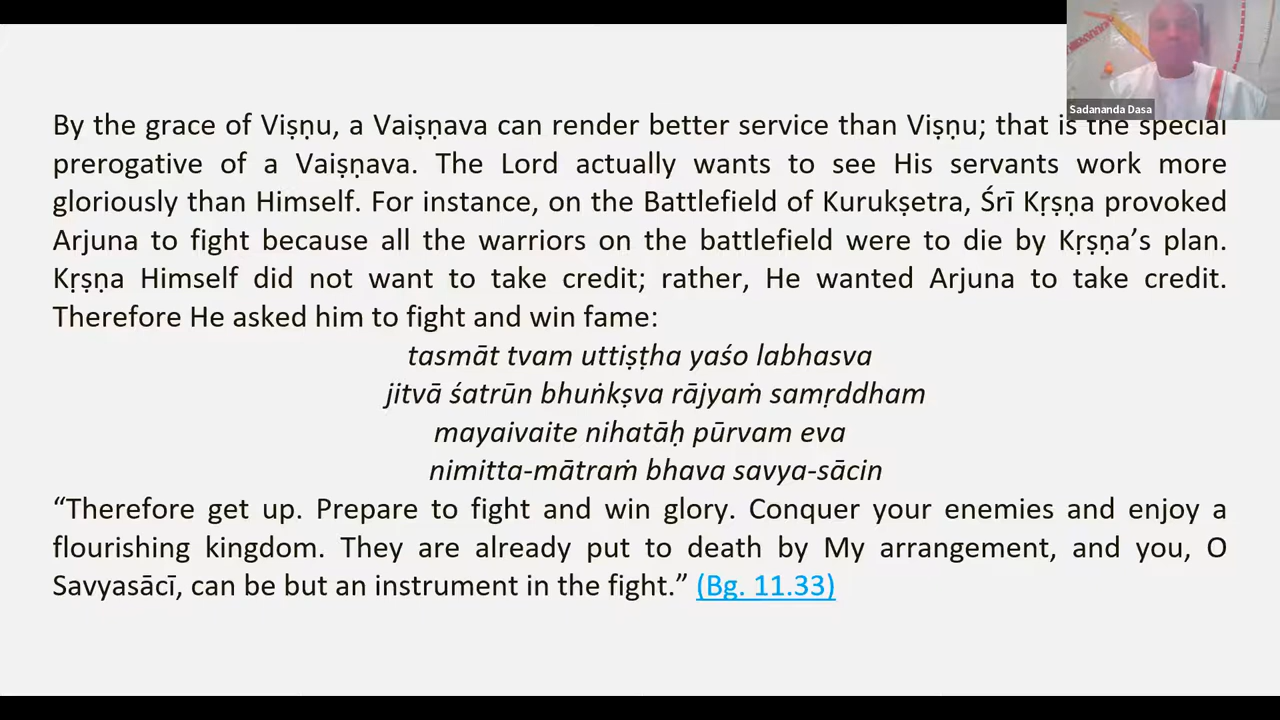 Sadananda Dasa
By the grace of Viṣṇu, a Vaiṣṇava can render better service than Viṣṇu; that is the special
prerogative of a Vaiṣṇava. The Lord actually wants to see His servants work more
gloriously than Himself. For instance, on the Battlefield of Kurukṣetra, Śrī Kṛṣṇa provoked
Arjuna to fight because all the warriors on the battlefield were to die by Kṛṣṇa’s plan.
Kṛṣṇa Himself did not want to take credit; rather, He wanted Arjuna to take credit.
Therefore He asked him to fight and win fame:
tasmāt tvam uttiṣṭha yaśo labhasva
jitvā śatrūn bhuṅkṣva rājyaṁ samṛddham
mayaivaite nihatāḥ pūrvam eva
nimitta-mātraṁ bhava savya-sācin
“Therefore get up. Prepare to fight and win glory. Conquer your enemies and enjoy a
flourishing kingdom. They are already put to death by My arrangement, and you, O
Savyasācī, can be but an instrument in the fight.” (Bg. 11.33)